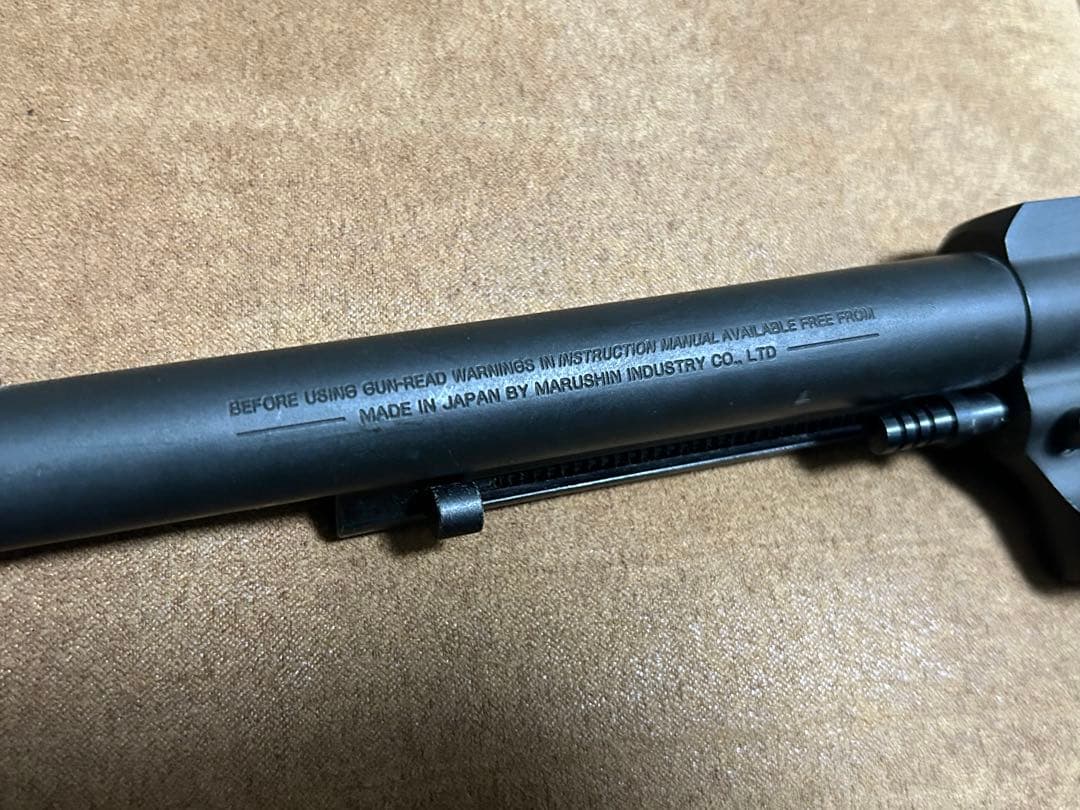 BEFORE USING GUN-READ WARNINGS IN INSTRUCTION MANUAL AVAILABLE FREE FROM
MADE IN JAPAN BY MARUSHIN INDUSTRY CO., LTD